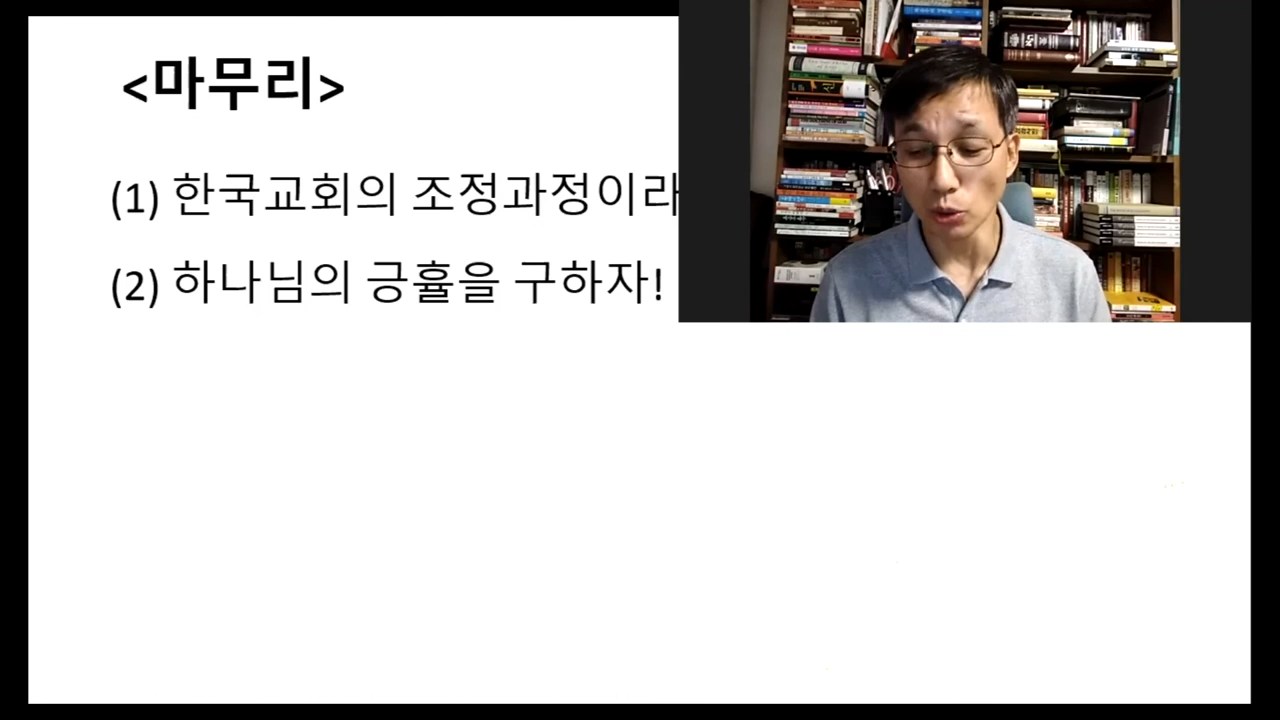 <마무리>
(1) 한국교회의 조정과정이라
(2) 하나님의 긍휼을 구하자!